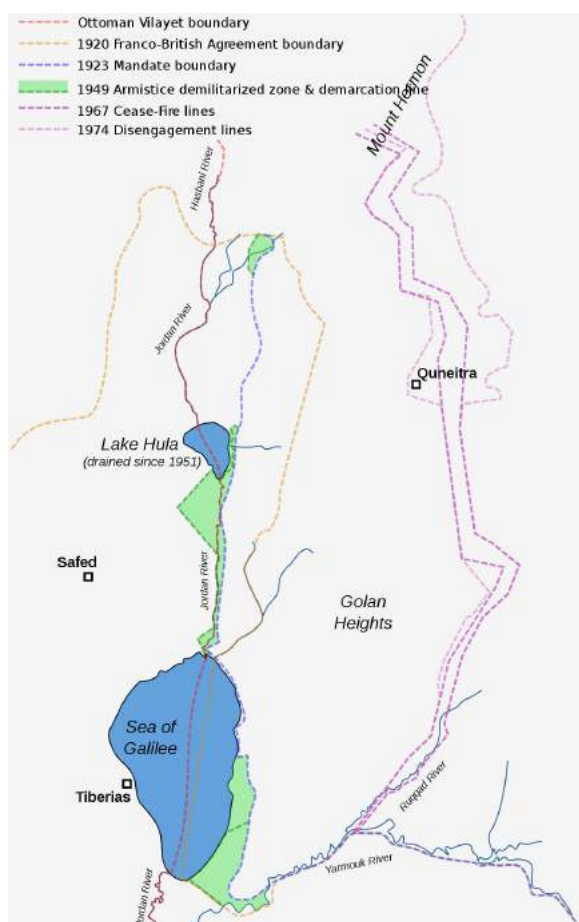 Ottoman Vilayet boundary
1920 Franco-British Agreement boundary
1923 Mandate boundary
1949 Armistice demilitarized zone & demarcation line
1967 Cease-Fire lines
1974 Disengagement lines
Mount Hermon
Hasbani River
Jordan River
Quneitra
Lake Hula
(drained since 1951)
Safed
Jordan River
Golan
Heights
Sea of
Galilee
Tiberias
Ruqqad River
Yarmouk River
Jordan River